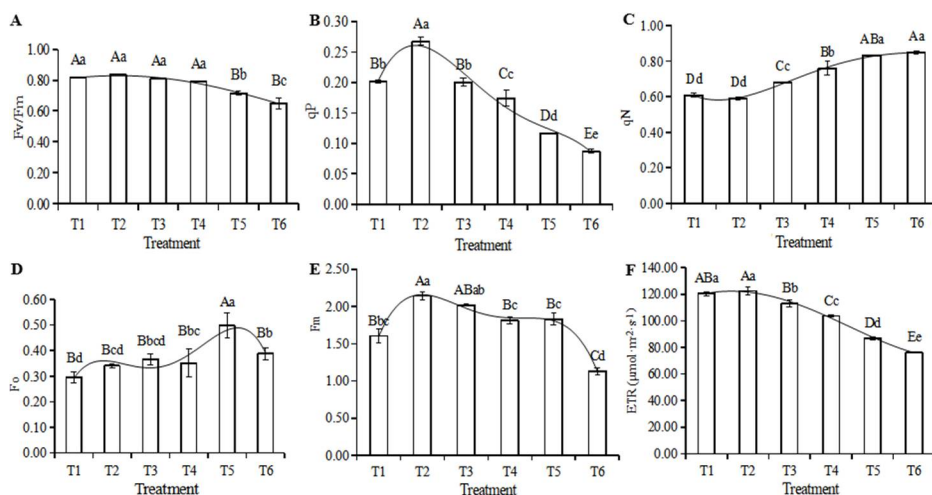 A
Fv/Fm
1.00
0.80
0.60
0.40
0.20
0.00
Aa Aa Aa Aa Bb Bc
T1 T2 T3 T4 T5 T6
Treatment
B
qP
0.30
0.25
0.20
0.15
0.10
0.05
0.00
Bb Aa Bb Cc Dd Ee
T1 T2 T3 T4 T5 T6
Treatment
C
qN
1.00
0.80
0.60
0.40
0.20
0.00
Dd Dd Cc Bb ABa Aa
T1 T2 T3 T4 T5 T6
Treatment
D
Fo
0.60
0.50
0.40
0.30
0.20
0.10
0.00
Bd Bcd Bbcd Bbc Aa Bb
T1 T2 T3 T4 T5 T6
Treatment
E
Fm
2.50
2.00
1.50
1.00
0.50
0.00
Bbc Aa ABab Bc Bc Cd
T1 T2 T3 T4 T5 T6
Treatment
F
ETR (μmol·m⁻²·s⁻¹)
140.00
120.00
100.00
80.00
60.00
40.00
20.00
0.00
ABa Aa Bb Cc Dd Ee
T1 T2 T3 T4 T5 T6
Treatment